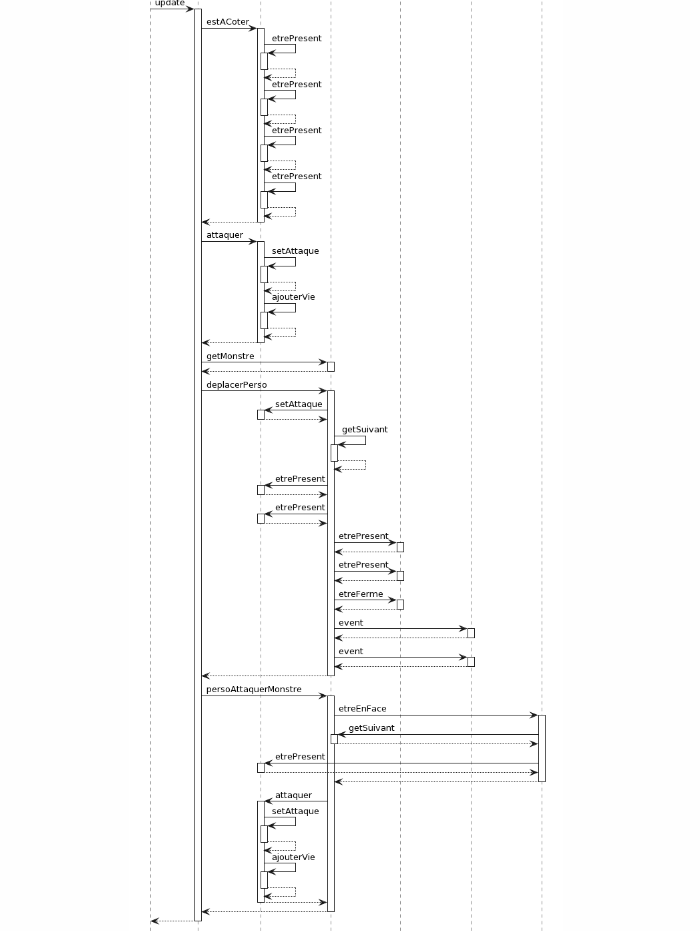 update
estACoter
etrePresent
etrePresent
etrePresent
etrePresent
attaquer
setAttaque
ajouterVie
getMonstre
deplacerPerso
setAttaque
getSuivant
etrePresent
etrePresent
etrePresent
etrePresent
etreFerme
event
event
persoAttaquerMonstre
etreEnFace
getSuivant
etrePresent
attaquer
setAttaque
ajouterVie